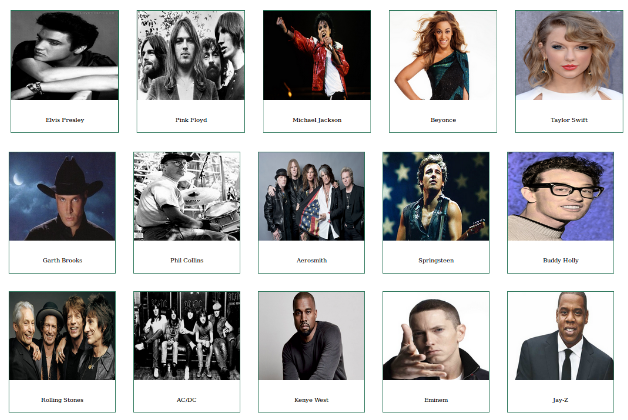 Elvis Presley
Pink Floyd
Michael Jackson
Beyonce
Taylor Swift
Garth Brooks
Phil Collins
Aerosmith
Springsteen
Buddy Holly
Rolling Stones
AC/DC
Kenye West
Eminem
Jay-Z